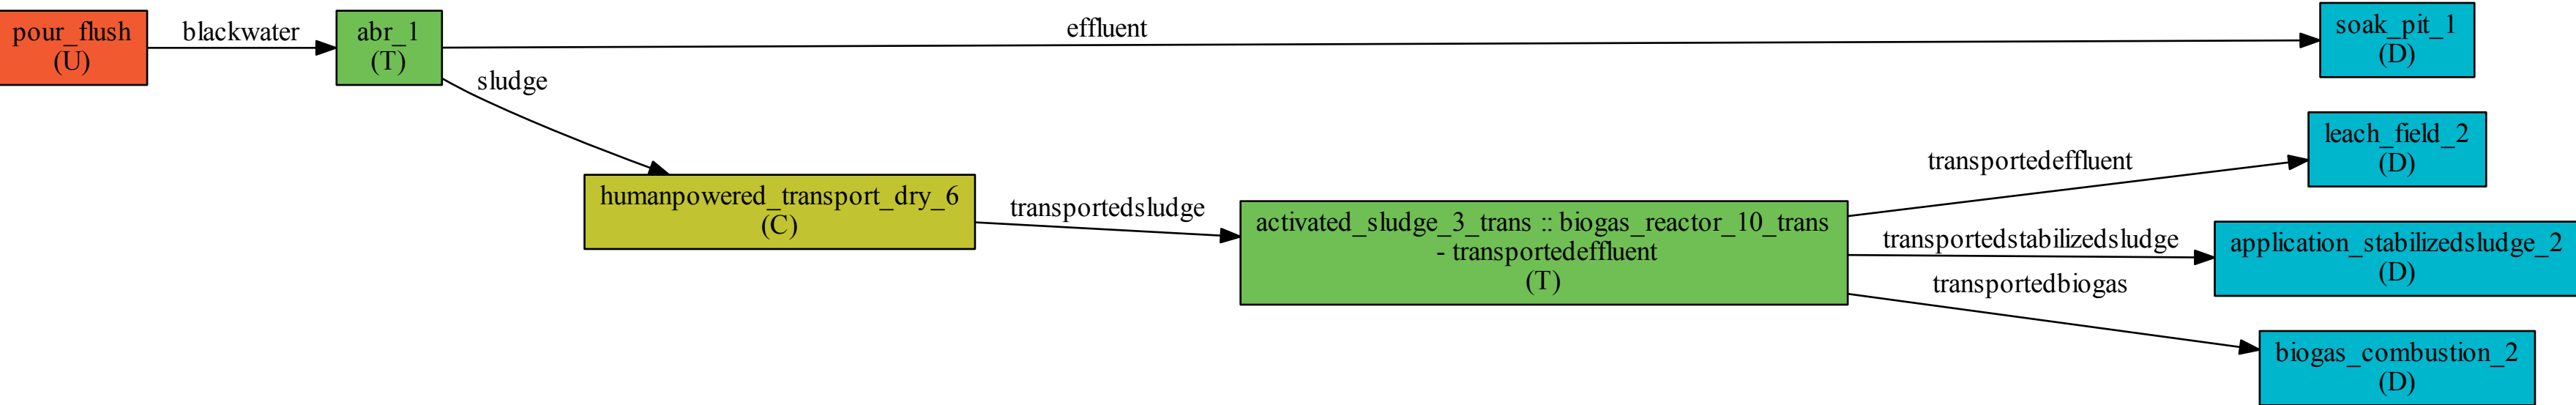 pour_flush
(U)
blackwater
abr_1
(T)
effluent
soak_pit_1
(D)
sludge
humanpowered_transport_dry_6
(C)
transportedsludge
activated_sludge_3_trans :: biogas_reactor_10_trans
- transportedeffluent
(T)
transportedeffluent
leach_field_2
(D)
transportedstabilizedsludge
application_stabilizedsludge_2
(D)
transportedbiogas
biogas_combustion_2
(D)